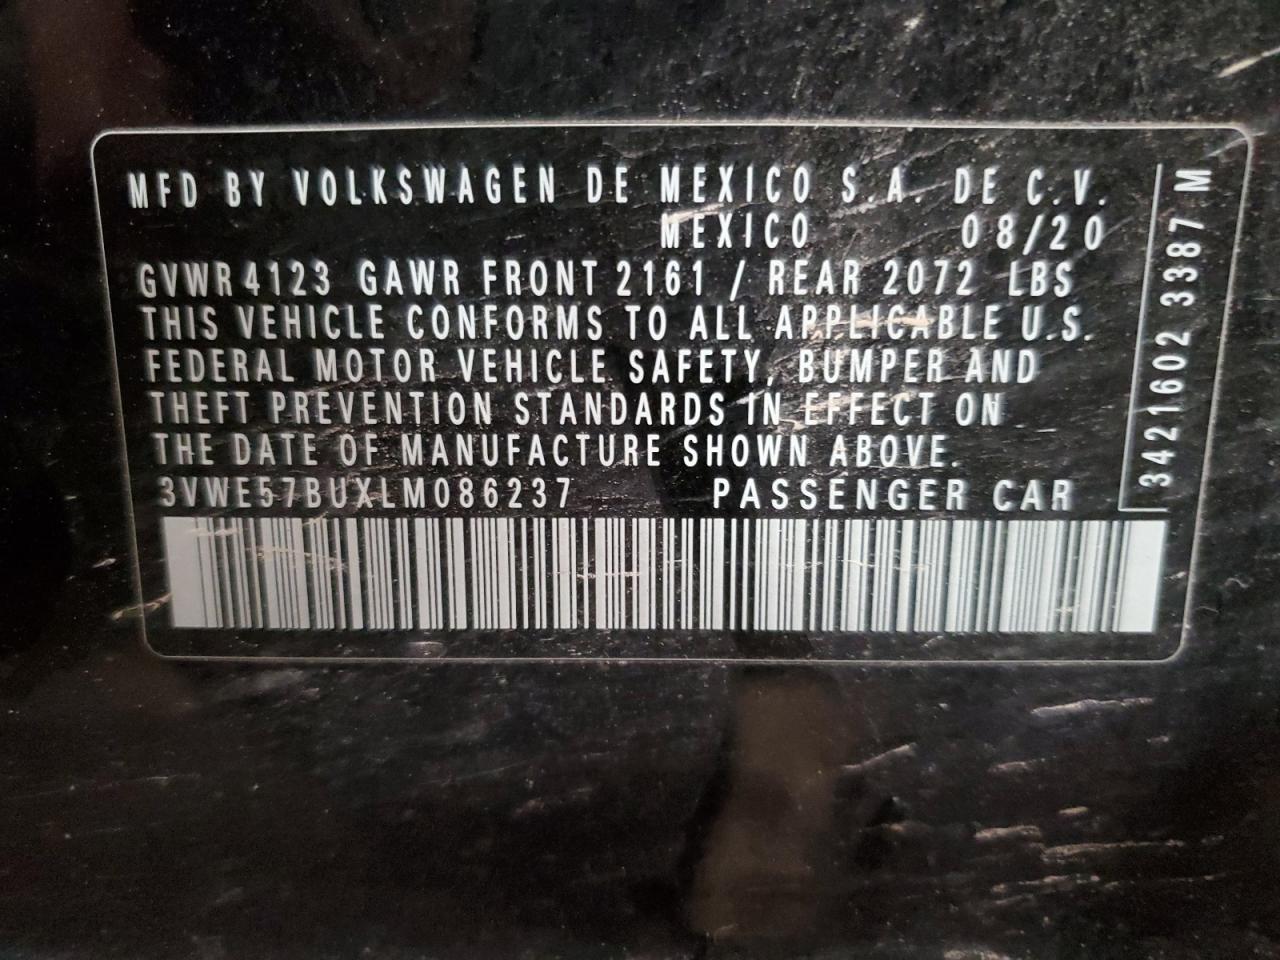 MFD BY VOLKSWAGEN DE MEXICO S.A. DE C.V.
MEXICO 08/20
GVWR 4123 GAWR FRONT 2161 / REAR 2072 LBS
THIS VEHICLE CONFORMS TO ALL APPLICABLE U.S.
FEDERAL MOTOR VEHICLE SAFETY, BUMPER AND
THEFT PREVENTION STANDARDS IN EFFECT ON
THE DATE OF MANUFACTURE SHOWN ABOVE.
3VWE57BUXLM086237 PASSENGER CAR
3421602 3387 M